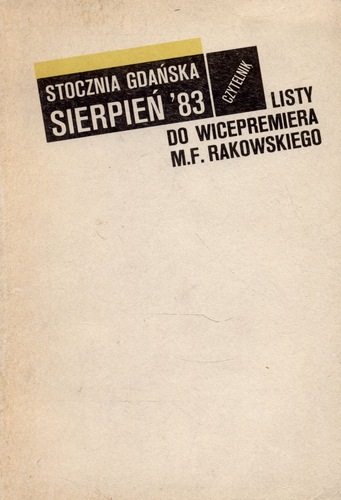 STOCZNIA GDAŃSKA
SIERPIEŃ '83
CZYTELNIK
LISTY
DO WICEPREMIERA
M.F. RAKOWSKIEGO